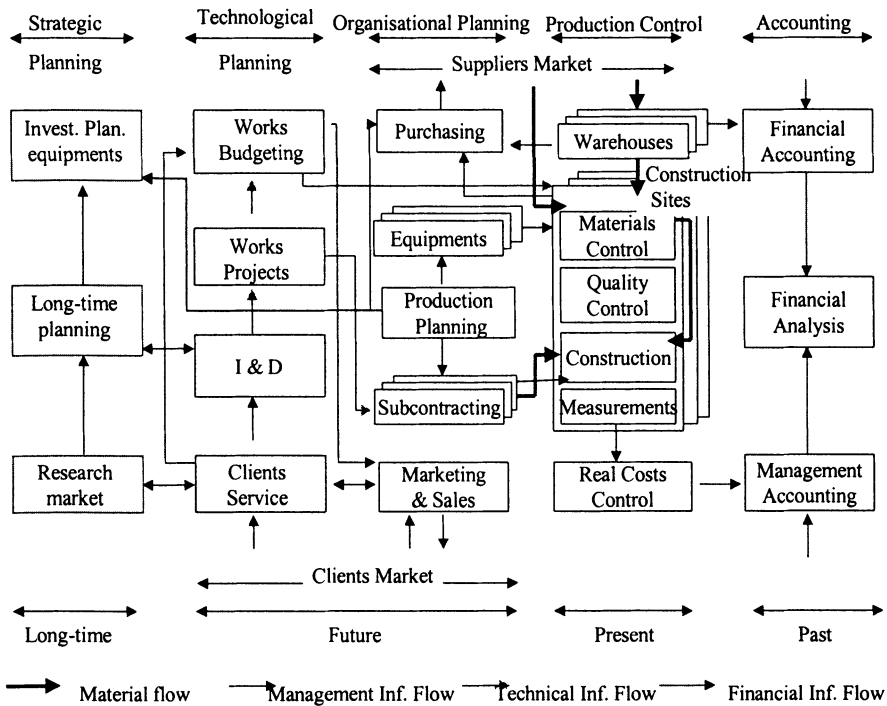 Strategic
Planning
Technological
Planning
Organisational Planning
Production Control
Accounting
Suppliers Market
Invest. Plan.
equipments
Works
Budgeting
Purchasing
Warehouses
Financial
Accounting
Construction
Sites
Works
Projects
Equipments
Materials
Control
Long-time
planning
Production
Planning
Quality
Control
Financial
Analysis
I & D
Construction
Subcontracting
Measurements
Research
market
Clients
Service
Marketing
& Sales
Real Costs
Control
Management
Accounting
Clients Market
Long-time
Future
Present
Past
Material flow
Management Inf. Flow
Technical Inf. Flow
Financial Inf. Flow